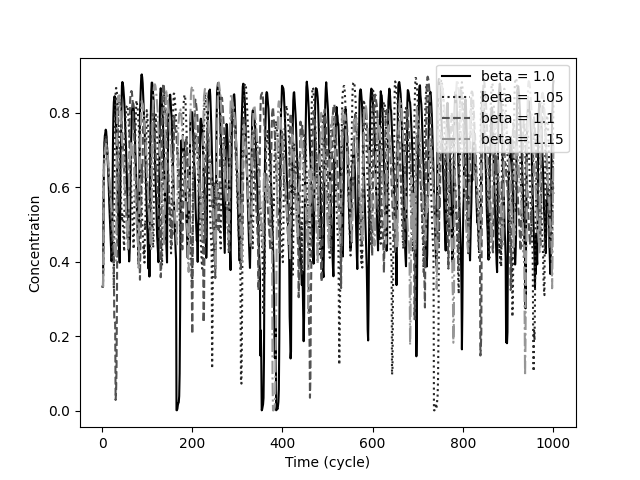 beta = 1.0
beta = 1.05
beta = 1.1
beta = 1.15
0.8
0.6
0.4
0.2
0.0
Concentration
0 200 400 600 800 1000
Time (cycle)